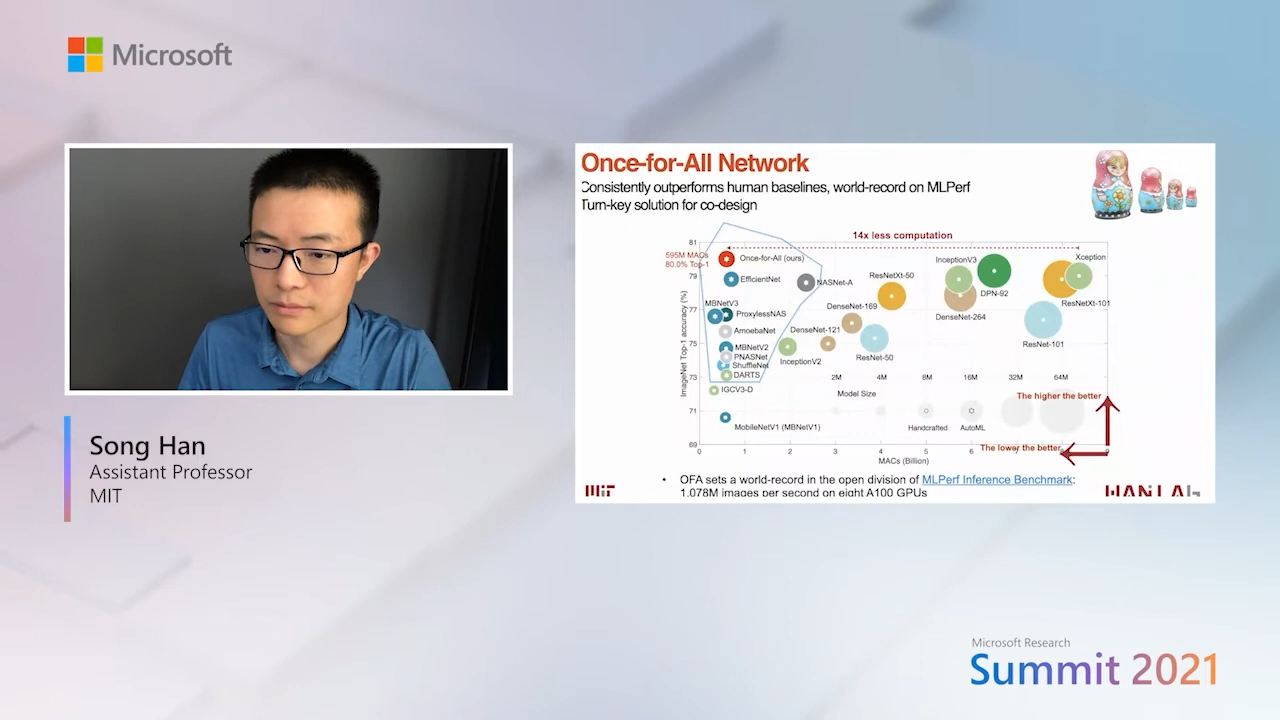 Microsoft
Once-for-All Network
Consistently outperforms human baselines, world-record on MLPerf
Turn-key solution for co-design
14x less computation
595M MACs
80.0% Top-1
Once-for-All (ours)
EfficientNet
NASNet-A
MBNetV3
ProxylessNAS
AmoebaNet
MBNetV2
PNASNet
ShuffleNet
DARTS
IGCV3-D
MobileNetV1 (MBNetV1)
InceptionV2
DenseNet-121
DenseNet-169
ResNet-50
ResNetXt-50
InceptionV3
DPN-92
DenseNet-264
Xception
ResNetXt-101
ResNet-101
2M 4M 8M 16M 32M 64M
Model Size
Handcrafted
AutoML
The higher the better
The lower the better
81
79
77
75
73
71
69
ImageNet Top-1 accuracy (%)
0 1 2 3 4 5 6 7 8 9
MACs (Billion)
• OFA sets a world-record in the open division of MLPerf Inference Benchmark:
1.078M images per second on eight A100 GPUs
MIT
HAN LAB
Song Han
Assistant Professor
MIT
Microsoft Research
Summit 2021